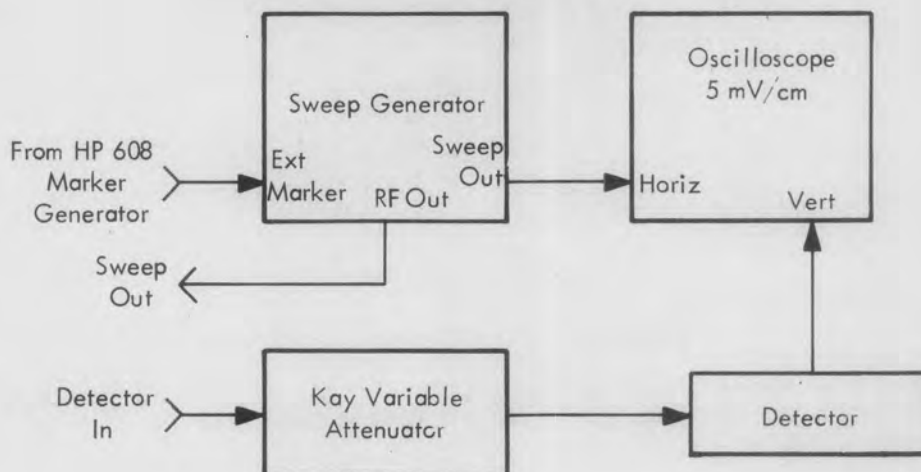 Oscilloscope
5 mV/cm
Sweep Generator
From HP 608
Marker
Generator
Ext
Marker
Sweep
Out
RF Out
Horiz
Vert
Sweep
Out
Detector
In
Kay Variable
Attenuator
Detector